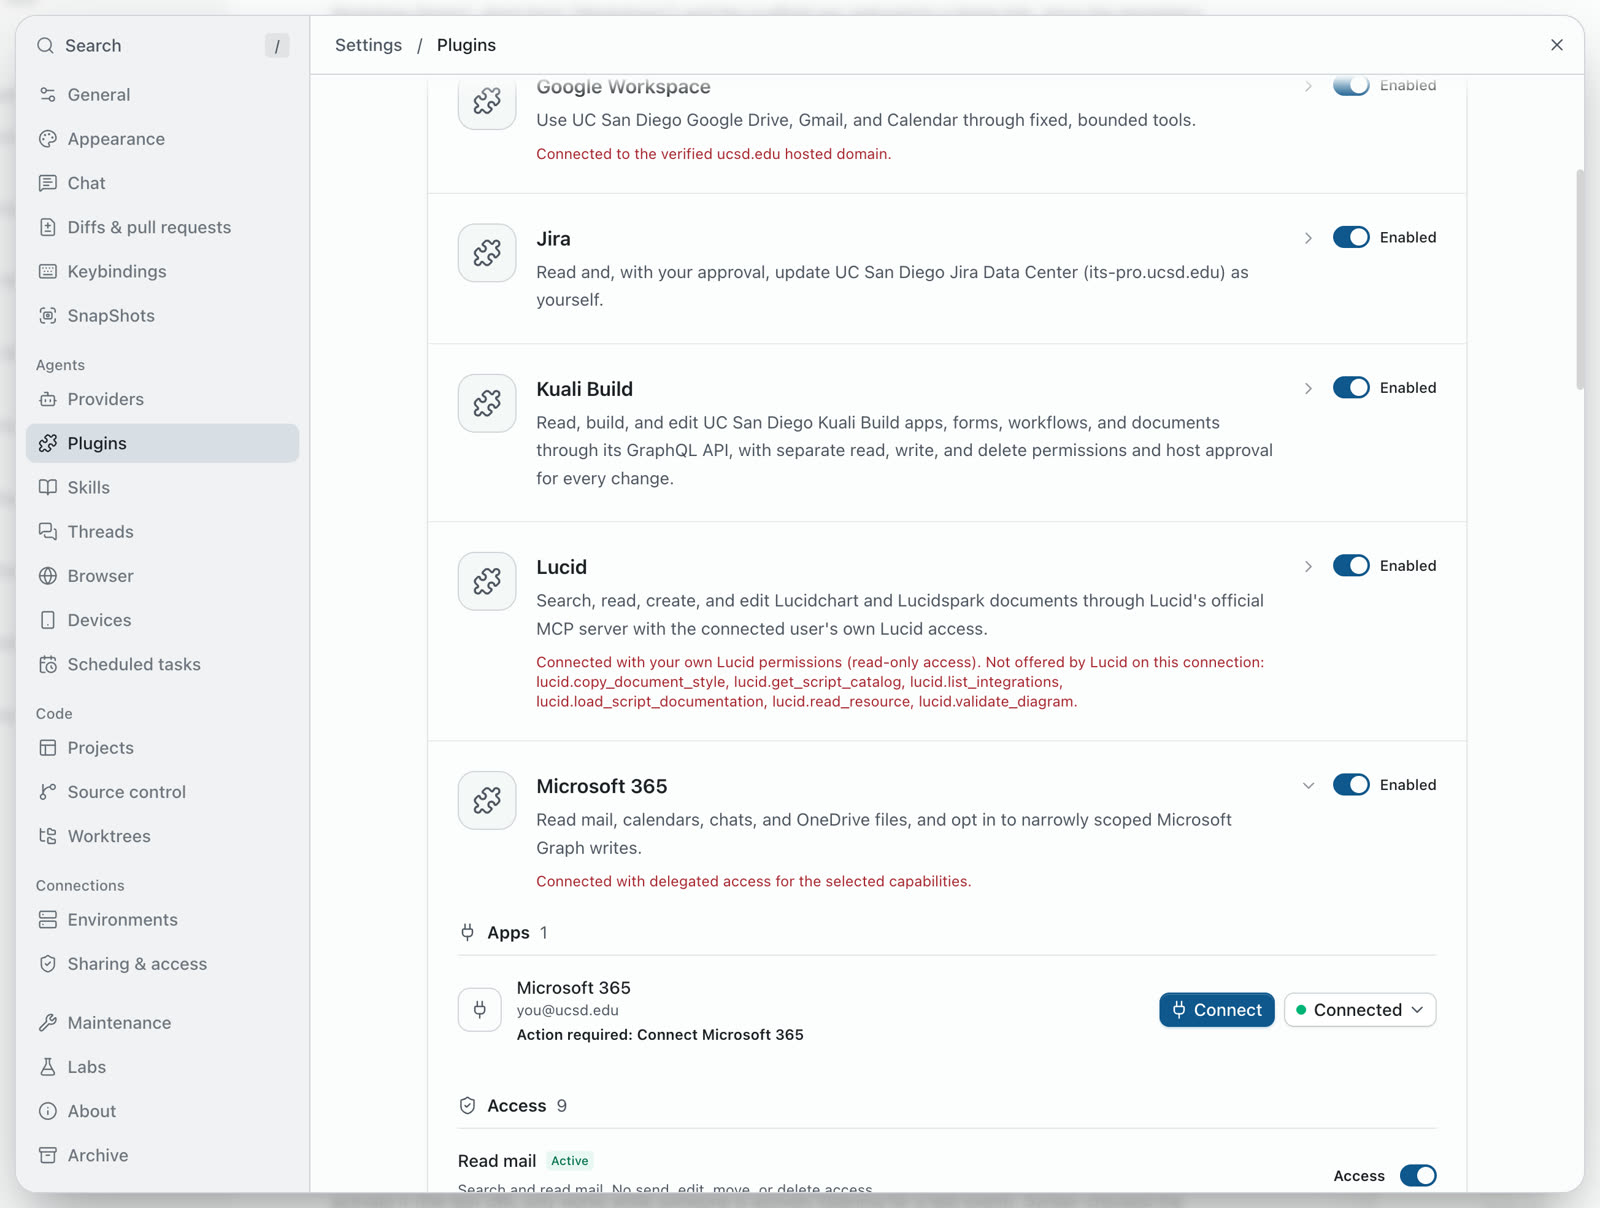 Search /
General
Appearance
Chat
Diffs & pull requests
Keybindings
SnapShots
Agents
Providers
Plugins
Skills
Threads
Browser
Devices
Scheduled tasks
Code
Projects
Source control
Worktrees
Connections
Environments
Sharing & access
Maintenance
Labs
About
Archive
Settings / Plugins
Google Workspace
Enabled
Use UC San Diego Google Drive, Gmail, and Calendar through fixed, bounded tools.
Connected to the verified ucsd.edu hosted domain.
Jira
Enabled
Read and, with your approval, update UC San Diego Jira Data Center (its-pro.ucsd.edu) as
yourself.
Kuali Build
Enabled
Read, build, and edit UC San Diego Kuali Build apps, forms, workflows, and documents
through its GraphQL API, with separate read, write, and delete permissions and host approval
for every change.
Lucid
Enabled
Search, read, create, and edit Lucidchart and Lucidspark documents through Lucid's official
MCP server with the connected user's own Lucid access.
Connected with your own Lucid permissions (read-only access). Not offered by Lucid on this connection:
lucid.copy_document_style, lucid.get_script_catalog, lucid.list_integrations,
lucid.load_script_documentation, lucid.read_resource, lucid.validate_diagram.
Microsoft 365
Enabled
Read mail, calendars, chats, and OneDrive files, and opt in to narrowly scoped Microsoft
Graph writes.
Connected with delegated access for the selected capabilities.
Apps 1
Microsoft 365
you@ucsd.edu
Action required: Connect Microsoft 365
Connect
Connected
Access 9
Read mail Active
Search and read mail. No send, edit, move, or delete access.
Access